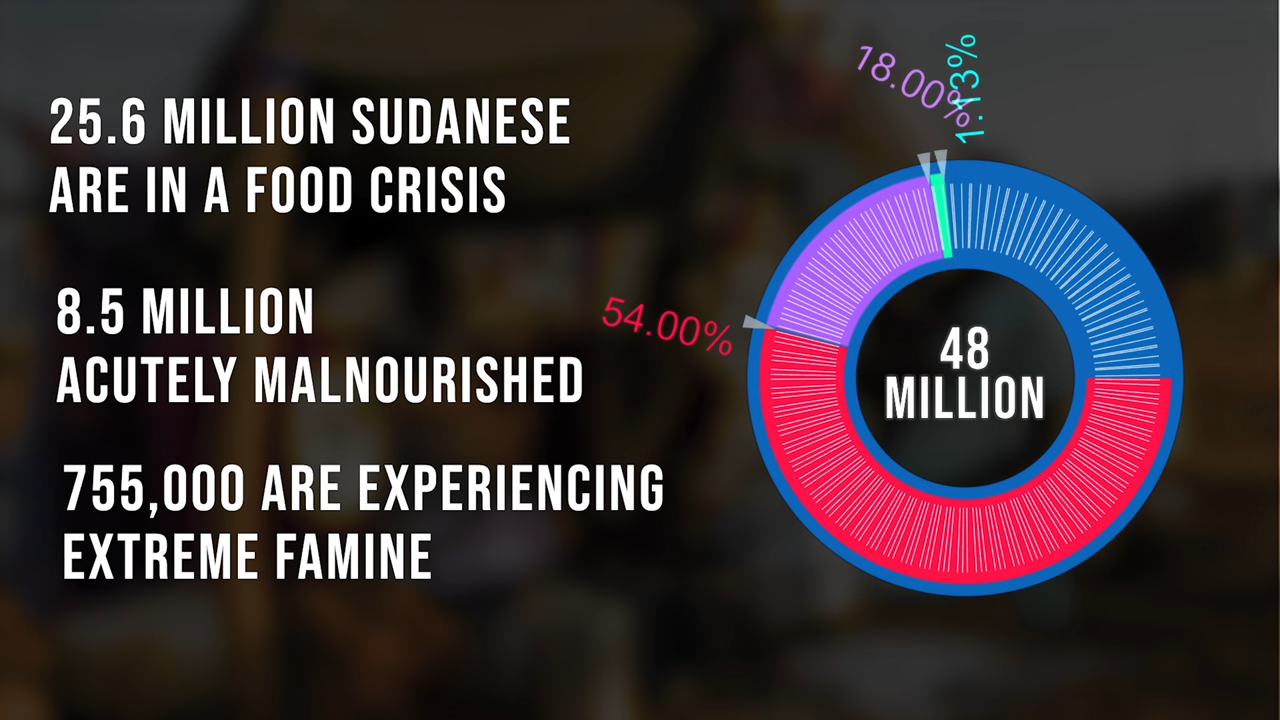 25.6 MILLION SUDANESE
ARE IN A FOOD CRISIS
8.5 MILLION
ACUTELY MALNOURISHED
755,000 ARE EXPERIENCING
EXTREME FAMINE
18.00%
54.00%
48
MILLION